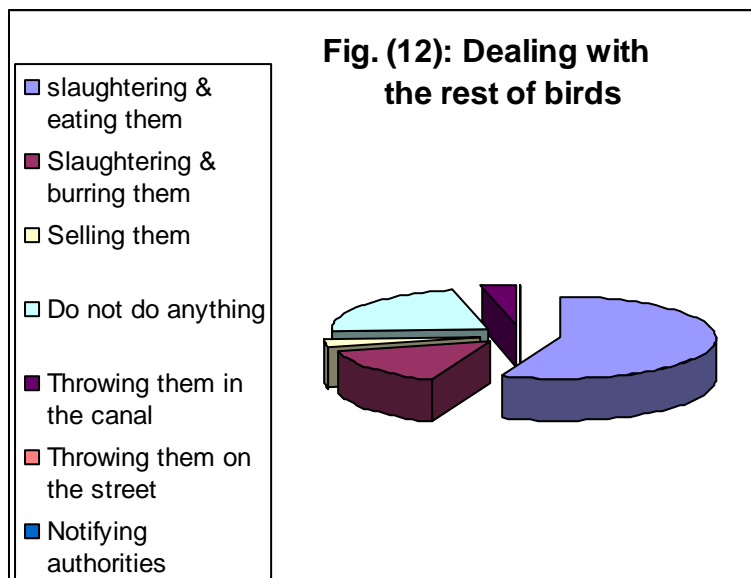 Fig. (12): Dealing with
the rest of birds
slaughtering &
eating them
Slaughtering &
burring them
Selling them
Do not do anything
Throwing them in
the canal
Throwing them on
the street
Notifying
authorities